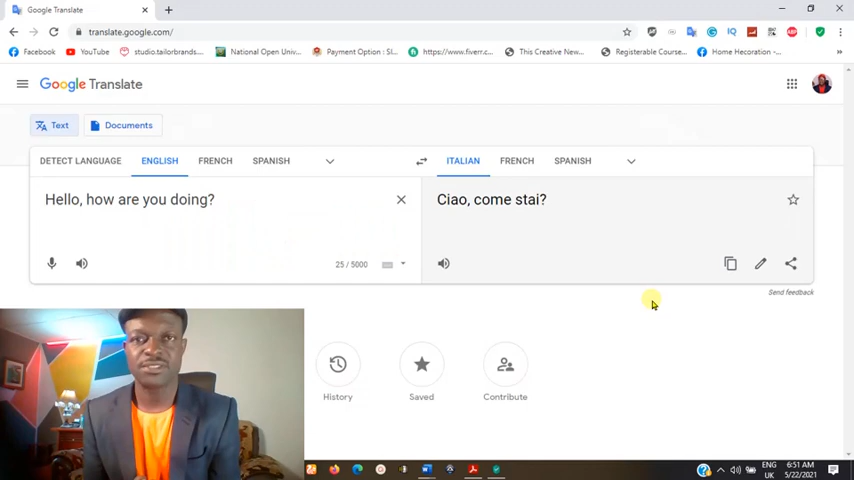 Google Translate
translate.google.com/
Facebook
YouTube
studio.tailorbrands...
National Open Univ...
Payment Option : Sl...
https://www.fiverr.c...
This Creative New...
Registerable Course...
Home Hecoration -...
Google Translate
Text
Documents
DETECT LANGUAGE
ENGLISH
FRENCH
SPANISH
ITALIAN
FRENCH
SPANISH
Hello, how are you doing?
Ciao, come stai?
25 / 5000
Send feedback
History
Saved
Contribute
ENG
UK
6:51 AM
5/22/2021